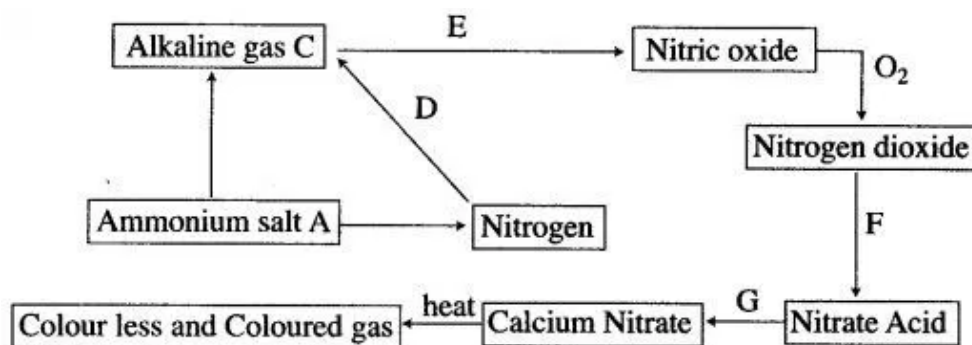 E
Alkaline gas C
Nitric oxide
O₂
D
Nitrogen dioxide
Ammonium salt A
Nitrogen
F
heat
G
Colour less and Coloured gas
Calcium Nitrate
Nitrate Acid